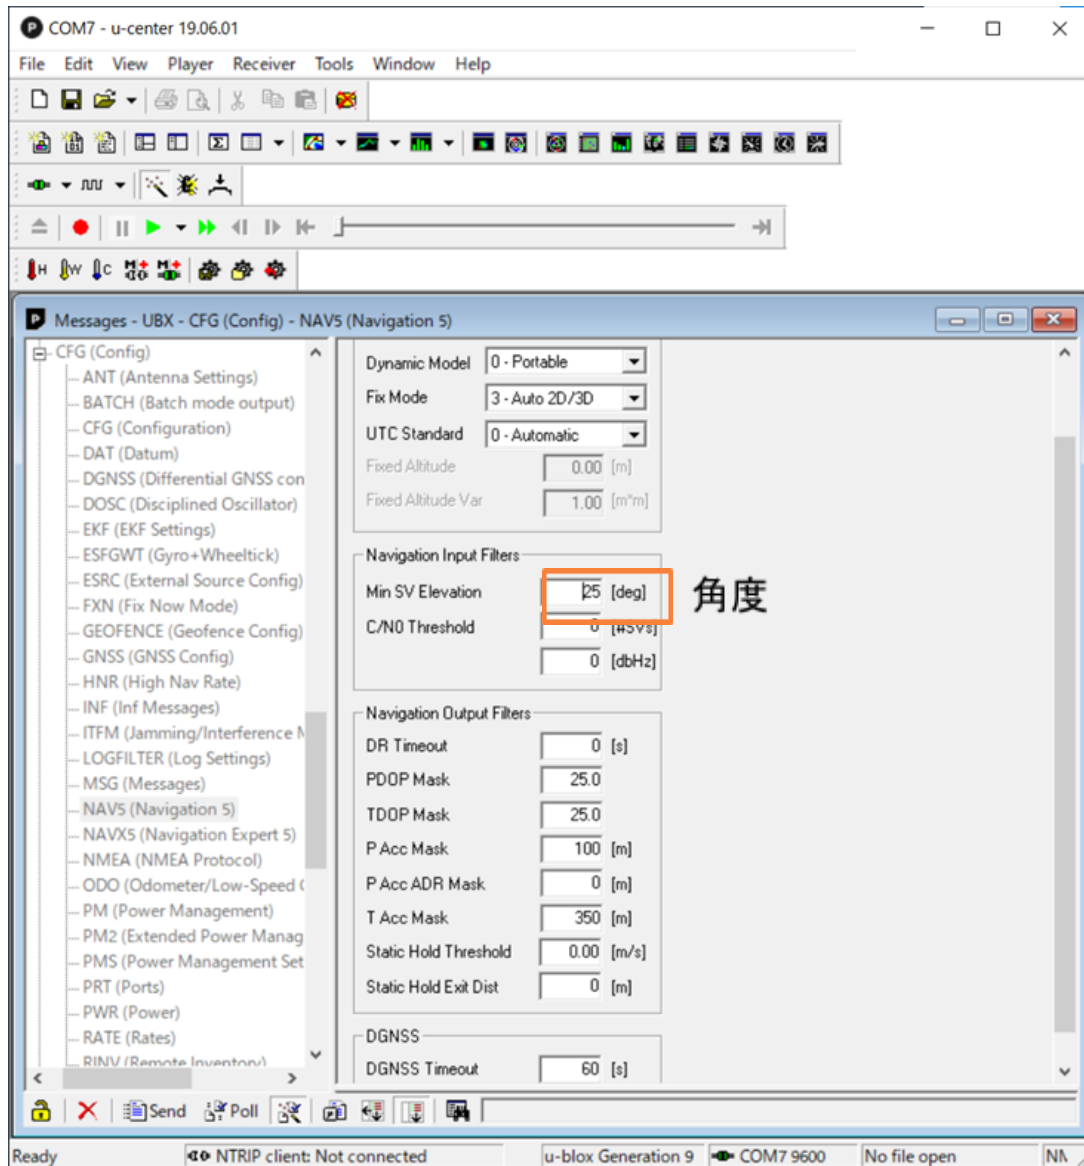 COM7 - u-center 19.06.01
File Edit View Player Receiver Tools Window Help
H W C
Messages - UBX - CFG (Config) - NAV5 (Navigation 5)
CFG (Config)
ANT (Antenna Settings)
BATCH (Batch mode output)
CFG (Configuration)
DAT (Datum)
DGNSS (Differential GNSS con
DOSC (Disciplined Oscillator)
EKF (EKF Settings)
ESFGWT (Gyro+Wheeltick)
ESRC (External Source Config)
FXN (Fix Now Mode)
GEOFENCE (Geofence Config)
GNSS (GNSS Config)
HNR (High Nav Rate)
INF (Inf Messages)
ITFM (Jamming/Interference M
LOGFILTER (Log Settings)
MSG (Messages)
NAV5 (Navigation 5)
NAVX5 (Navigation Expert 5)
NMEA (NMEA Protocol)
ODO (Odometer/Low-Speed
PM (Power Management)
PM2 (Extended Power Manag
PMS (Power Management Set
PRT (Ports)
PWR (Power)
RATE (Rates)
RINV (Remote Inventory)
Dynamic Model 0 - Portable
Fix Mode 3 - Auto 2D/3D
UTC Standard 0 - Automatic
Fixed Altitude 0.00 [m]
Fixed Altitude Var 1.00 [m*m]
Navigation Input Filters
Min SV Elevation 25 [deg] 角度
C/N0 Threshold 0 [#SVs]
0 [dbHz]
Navigation Output Filters
DR Timeout 0 [s]
PDOP Mask 25.0
TDOP Mask 25.0
P Acc Mask 100 [m]
P Acc ADR Mask 0 [m]
T Acc Mask 350 [m]
Static Hold Threshold 0.00 [m/s]
Static Hold Exit Dist 0 [m]
DGNSS
DGNSS Timeout 60 [s]
Send Poll
Ready NTRIP client: Not connected u-blox Generation 9 COM7 9600 No file open